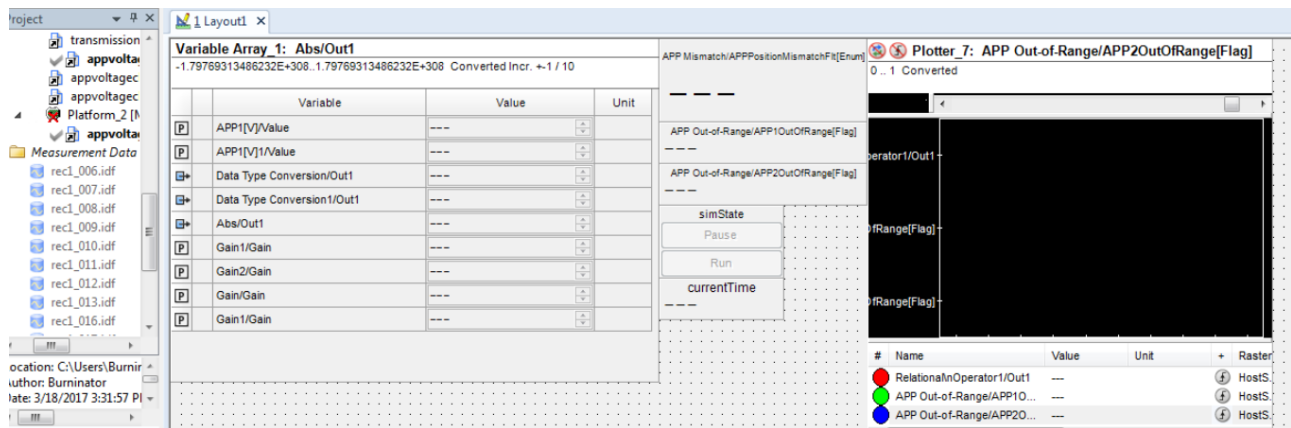 Project
1 Layout1
transmission
appvoltag
appvoltagec
appvoltagec
Platform_2 [M
appvoltag
Measurement Data
rec1_006.idf
rec1_007.idf
rec1_008.idf
rec1_009.idf
rec1_010.idf
rec1_011.idf
rec1_012.idf
rec1_013.idf
rec1_016.idf
ocation: C:\Users\Burnir
uthor: Burninator
ate: 3/18/2017 3:31:57 P
Variable Array_1: Abs/Out1
-1.79769313486232E+308..1.79769313486232E+308 Converted Incr. +-1 / 10
Variable Value Unit
P APP1[V]/Value ---
P APP1[V]1/Value ---
Data Type Conversion/Out1 ---
Data Type Conversion1/Out1 ---
Abs/Out1 ---
P Gain1/Gain ---
P Gain2/Gain ---
P Gain/Gain ---
P Gain1/Gain ---
APP Mismatch/APPPositionMismatchFlt[Enum]
---
APP Out-of-Range/APP1OutOfRange[Flag]
---
APP Out-of-Range/APP2OutOfRange[Flag]
---
simState
Pause
Run
currentTime
---
Plotter_7: APP Out-of-Range/APP2OutOfRange[Flag]
0 .. 1 Converted
perator1/Out1
OfRange[Flag]
OfRange[Flag]
# Name Value Unit + Raster
Relational\nOperator1/Out1 --- HostS.
APP Out-of-Range/APP1O... --- HostS.
APP Out-of-Range/APP2O... --- HostS.